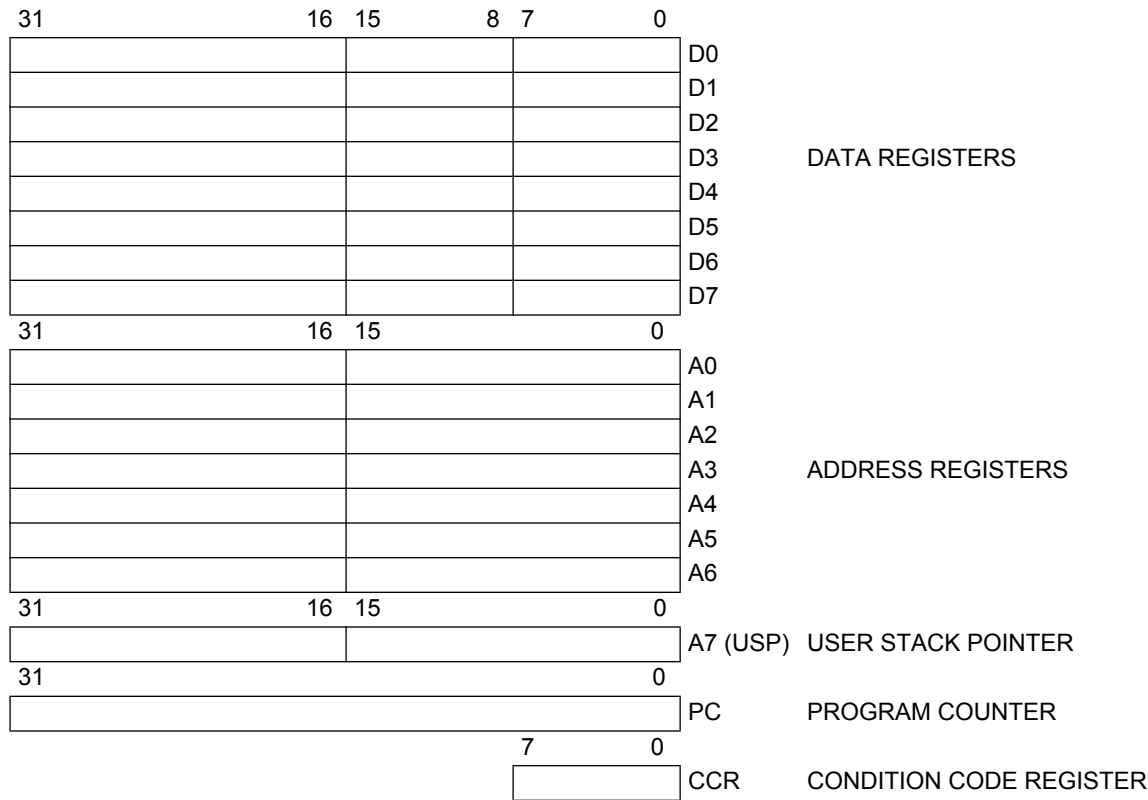 31 16 15 8 7 0
D0
D1
D2
D3 DATA REGISTERS
D4
D5
D6
D7
31 16 15 0
A0
A1
A2
A3 ADDRESS REGISTERS
A4
A5
A6
31 16 15 0
A7 (USP) USER STACK POINTER
31 0
PC PROGRAM COUNTER
7 0
CCR CONDITION CODE REGISTER